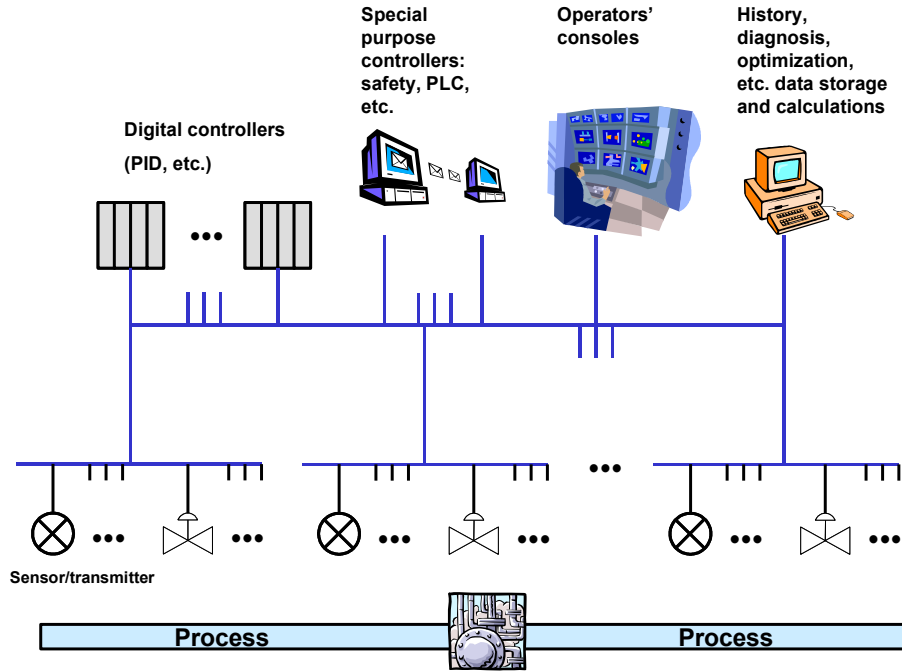 Special
purpose
controllers:
safety, PLC,
etc.
Operators'
consoles
History,
diagnosis,
optimization,
etc. data storage
and calculations
Digital controllers
(PID, etc.)
Sensor/transmitter
Process
Process